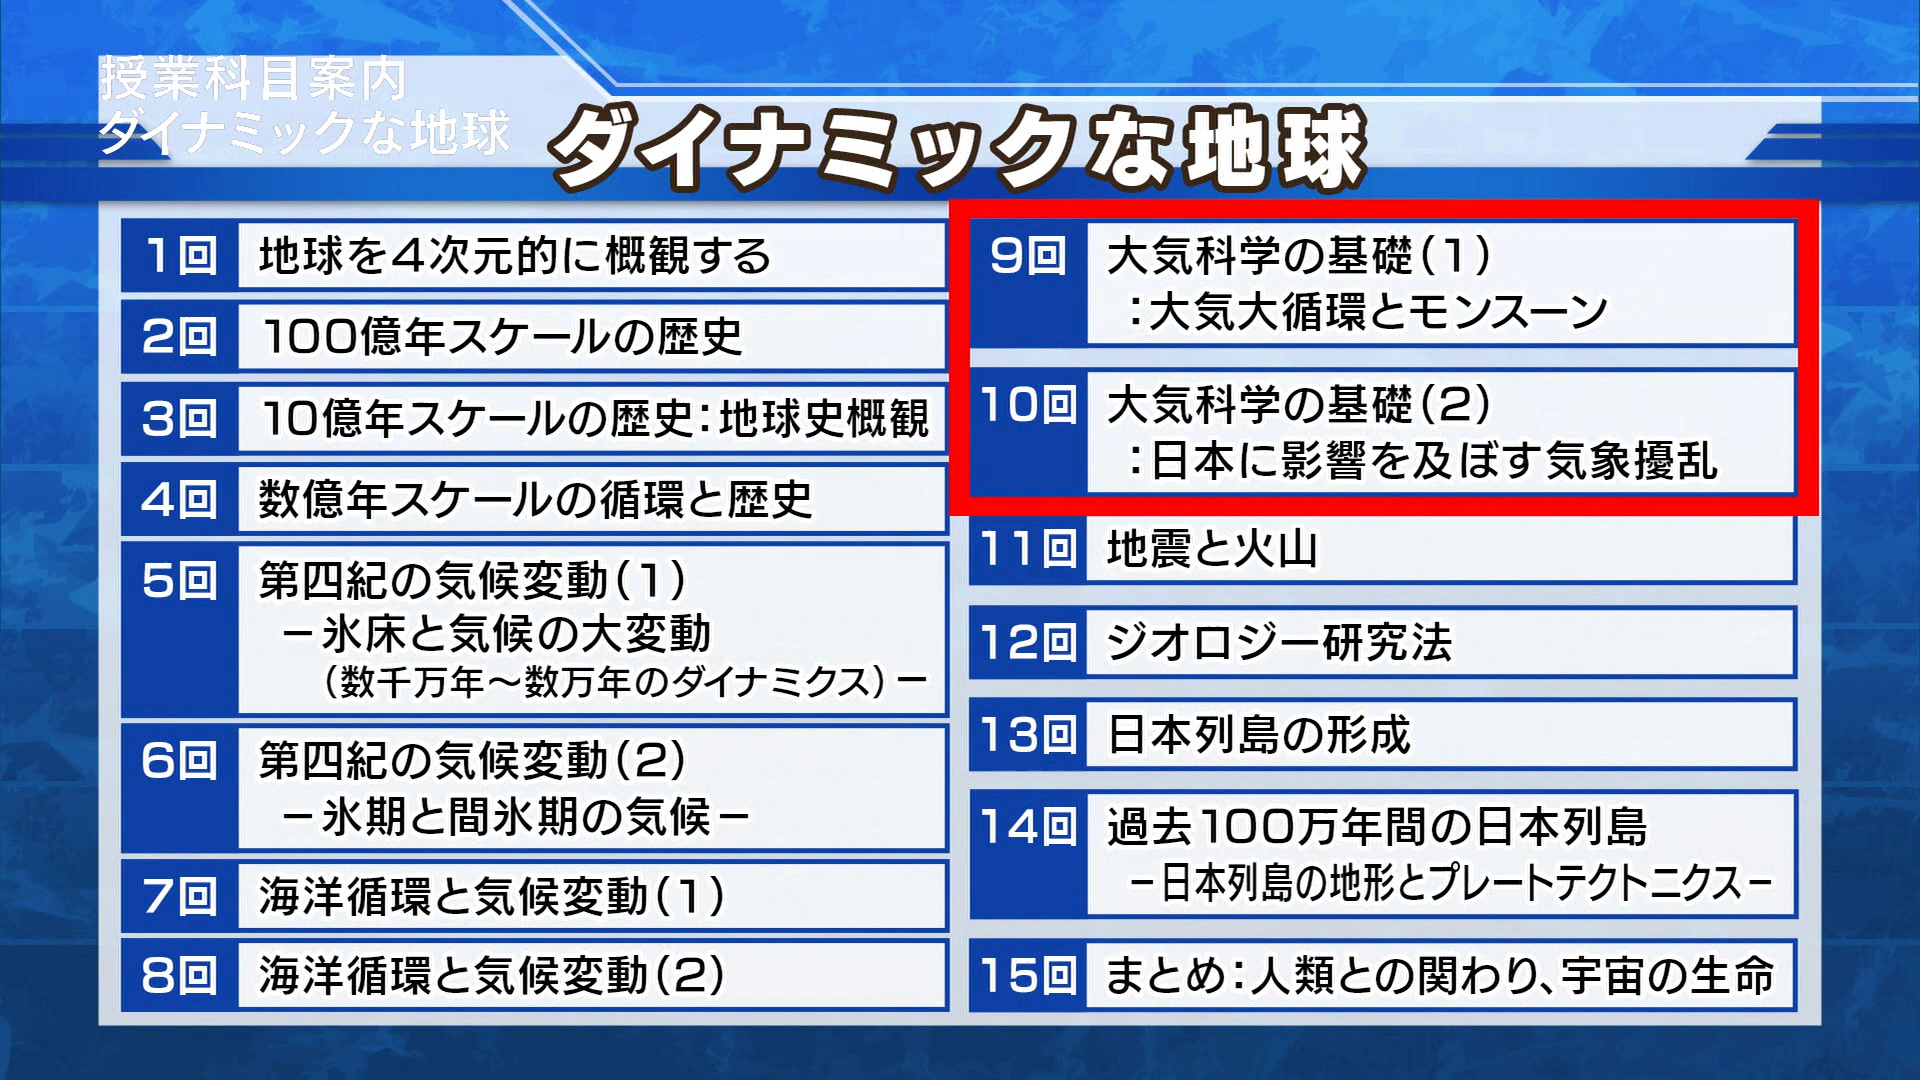 授業科目案内
ダイナミックな地球
ダイナミックな地球
1回 地球を4次元的に概観する
2回 100億年スケールの歴史
3回 10億年スケールの歴史：地球史概観
4回 数億年スケールの循環と歴史
5回 第四紀の気候変動（1）
－氷床と気候の大変動
（数千万年～数万年のダイナミクス）－
6回 第四紀の気候変動（2）
－氷期と間氷期の気候－
7回 海洋循環と気候変動（1）
8回 海洋循環と気候変動（2）
9回 大気科学の基礎（1）
：大気大循環とモンスーン
10回 大気科学の基礎（2）
：日本に影響を及ぼす気象擾乱
11回 地震と火山
12回 ジオロジー研究法
13回 日本列島の形成
14回 過去100万年間の日本列島
－日本列島の地形とプレートテクトニクス－
15回 まとめ：人類との関わり、宇宙の生命